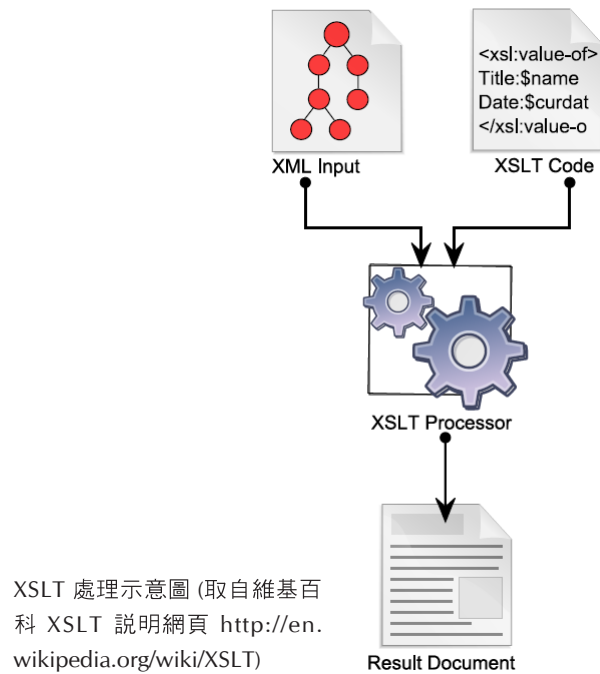 <xsl:value-of>
Title:$name
Date:$curdat
</xsl:value-o
XML Input
XSLT Code
XSLT Processor
XSLT 處理示意圖 (取自維基百
科 XSLT 説明網頁 http://en.
wikipedia.org/wiki/XSLT)
Result Document